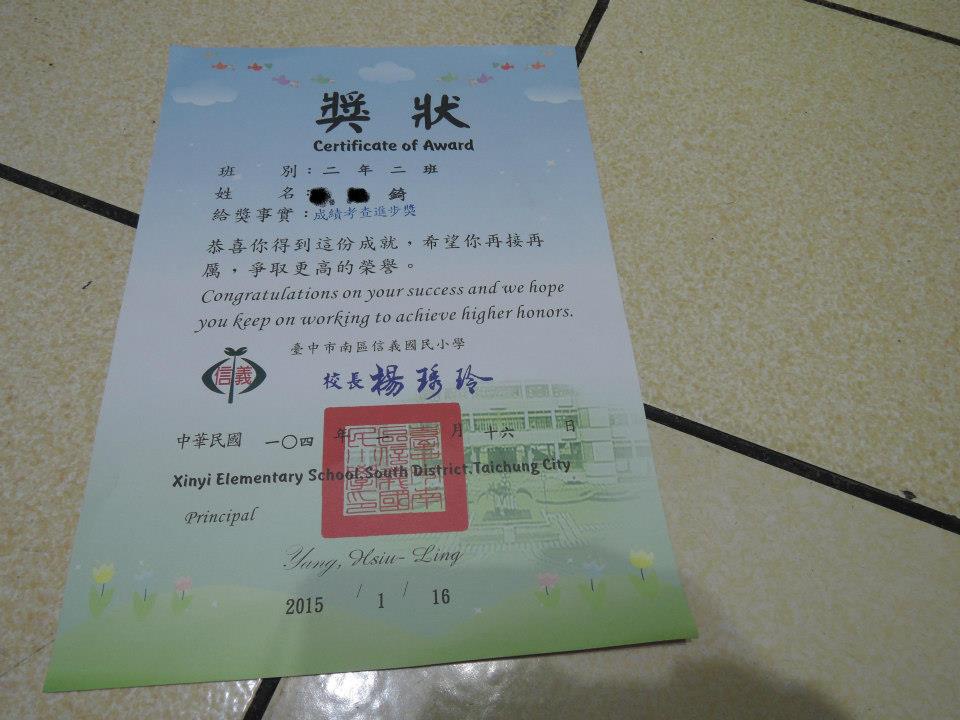 獎狀
Certificate of Award
班 別：二 年 二 班
姓 名： 錡
給獎事實：成績考查進步獎
恭喜你得到這份成就，希望你再接再
厲，爭取更高的榮譽。
Congratulations on your success and we hope
you keep on working to achieve higher honors.
臺中市南區信義國民小學
信義
校長 楊琇玲
中華民國 一〇四 年 月 十六 日
Xinyi Elementary School.South District.Taichung City
Principal
Yang, Hsiu-Ling
2015 / 1 / 16